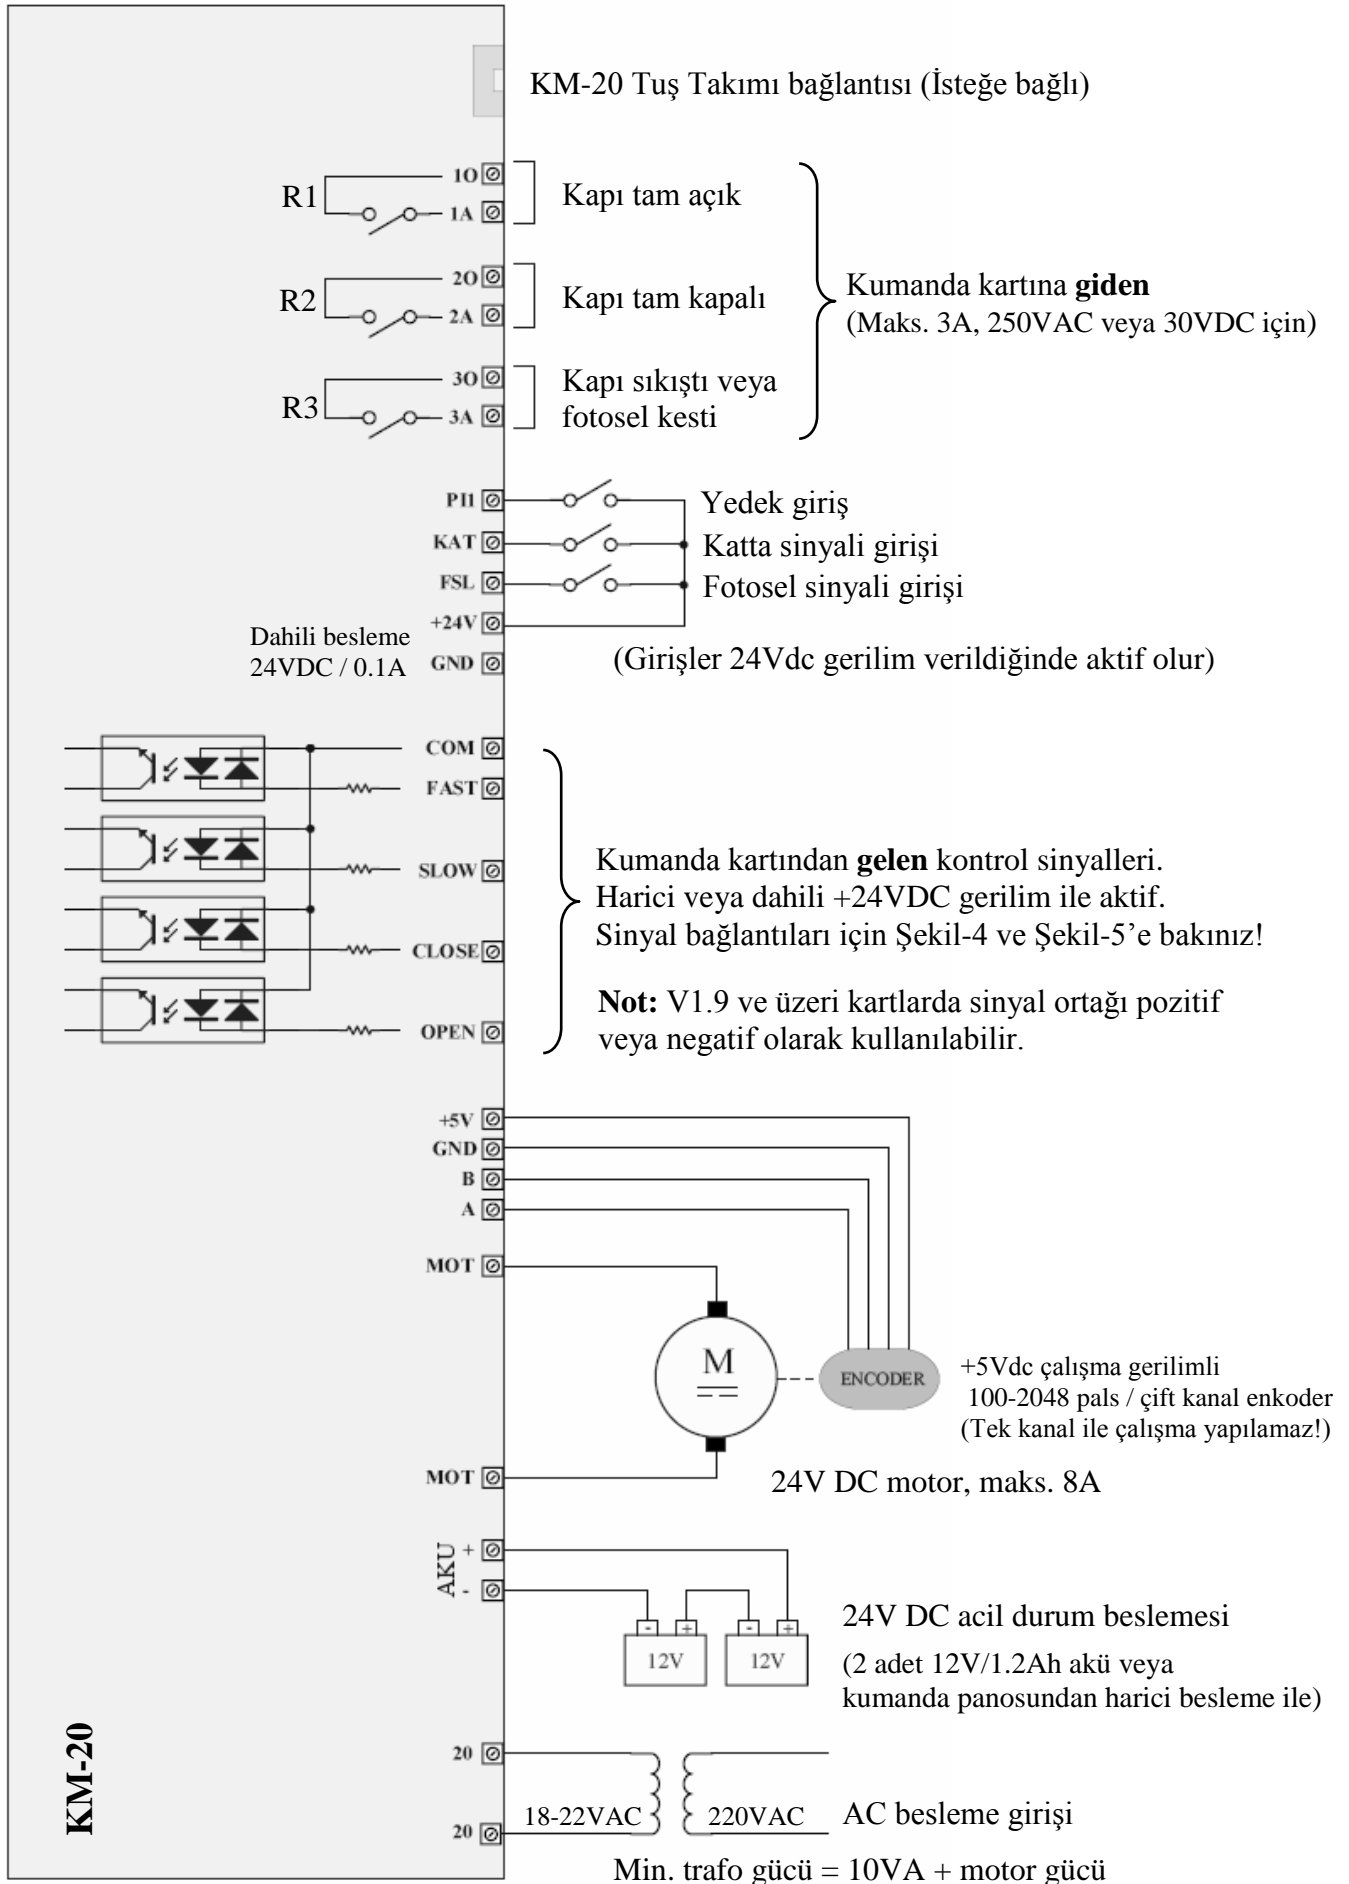 KM-20 Tuş Takımı bağlantısı (İsteğe bağlı)
R1
1O
1A
Kapı tam açık
R2
2O
2A
Kapı tam kapalı
Kumanda kartına giden
(Maks. 3A, 250VAC veya 30VDC için)
R3
3O
3A
Kapı sıkıştı veya
fotosel kesti
PI1
Yedek giriş
KAT
Katta sinyali girişi
FSL
Fotosel sinyali girişi
+24V
Dahili besleme
24VDC / 0.1A
GND
(Girişler 24Vdc gerilim verildiğinde aktif olur)
COM
FAST
SLOW
CLOSE
OPEN
Kumanda kartından gelen kontrol sinyalleri.
Harici veya dahili +24VDC gerilim ile aktif.
Sinyal bağlantıları için Şekil-4 ve Şekil-5’e bakınız!
Not: V1.9 ve üzeri kartlarda sinyal ortağı pozitif
veya negatif olarak kullanılabilir.
+5V
GND
B
A
MOT
M
ENCODER
+5Vdc çalışma gerilimli
100-2048 pals / çift kanal enkoder
(Tek kanal ile çalışma yapılamaz!)
MOT
24V DC motor, maks. 8A
AKU
+
-
- +
- +
12V
12V
24V DC acil durum beslemesi
(2 adet 12V/1.2Ah akü veya
kumanda panosundan harici besleme ile)
KM-20
20
20
18-22VAC
220VAC
AC besleme girişi
Min. trafo gücü = 10VA + motor gücü